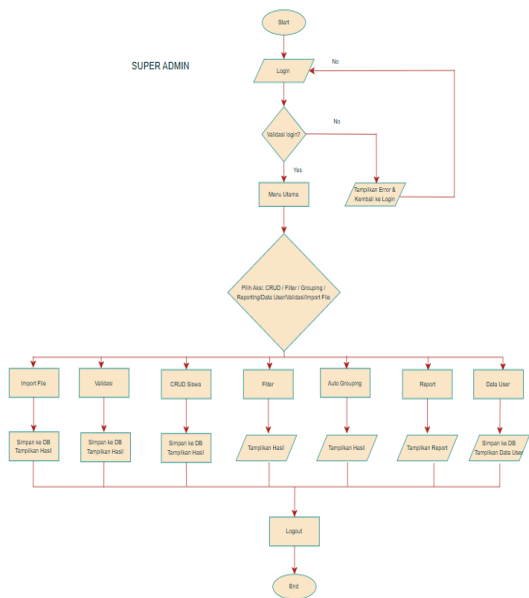 Start
SUPER ADMIN
Login
No
Validasi login?
No
Yes
Menu Utama
Tampilkan Error &
Kembali ke Login
Pilih Aksi: CRUD / Filter / Grouping /
Reporting/Data User/Validasi/Import File
Import File
Validasi
CRUD Siswa
Filter
Auto Grouping
Report
Data User
Simpan ke DB
Tampilkan Hasil
Simpan ke DB
Tampilkan Hasil
Simpan ke DB
Tampilkan Hasil
Tampilkan Hasil
Tampilkan Hasil
Tampilkan Report
Simpan ke DB
Tampilkan Data User
Logout
End